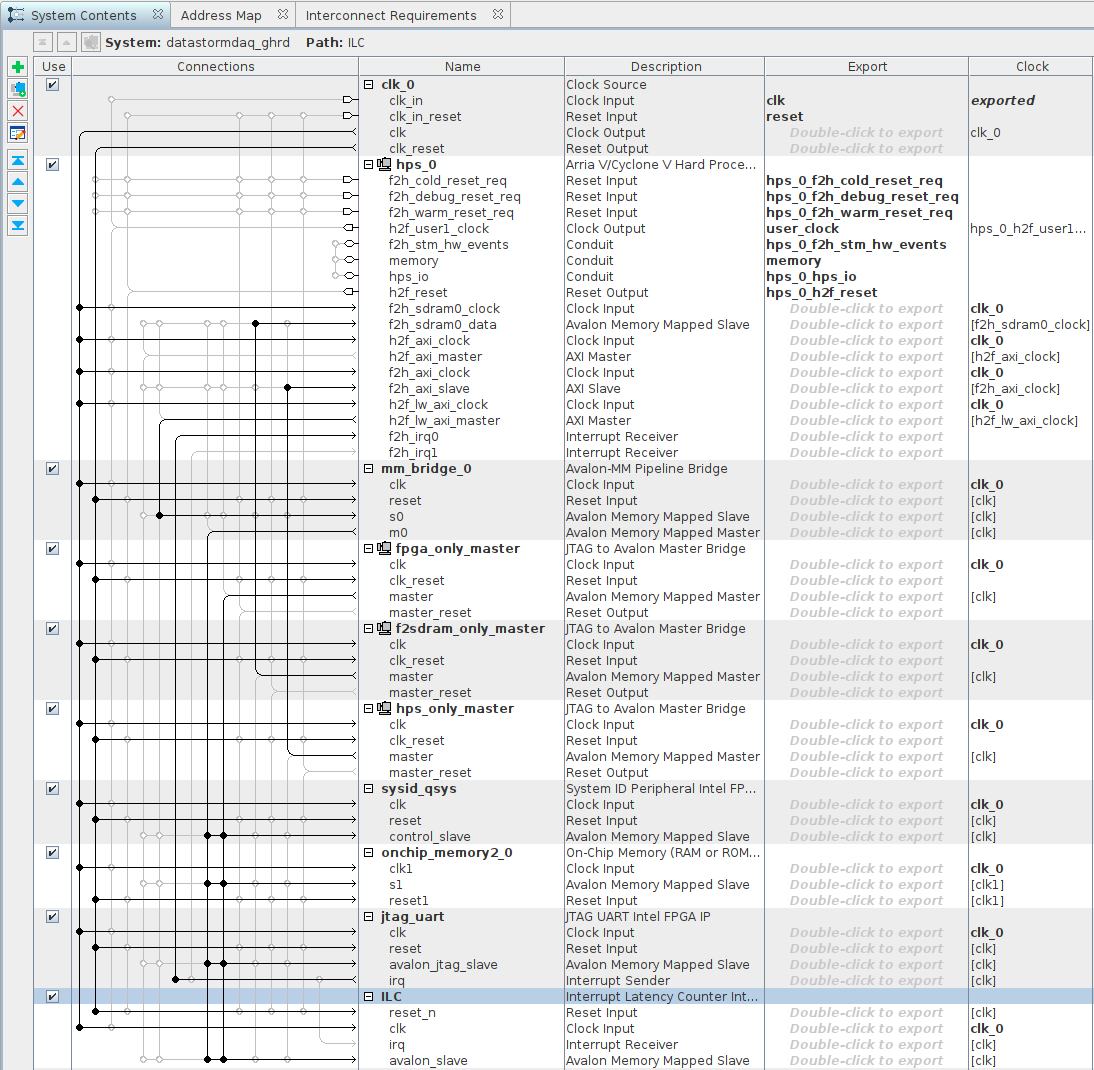 System Contents Address Map Interconnect Requirements
System: datastormdaq_ghrd Path: ILC
Use Connections Name Description Export Clock
clk_0 Clock Source
clk_in Clock Input clk exported
clk_in_reset Reset Input reset
clk Clock Output Double-click to export clk_0
clk_reset Reset Output Double-click to export
hps_0 Arria V/Cyclone V Hard Proce...
f2h_cold_reset_req Reset Input hps_0_f2h_cold_reset_req
f2h_debug_reset_req Reset Input hps_0_f2h_debug_reset_req
f2h_warm_reset_req Reset Input hps_0_f2h_warm_reset_req
h2f_user1_clock Clock Output user_clock hps_0_h2f_user1...
f2h_stm_hw_events Conduit hps_0_f2h_stm_hw_events
memory Conduit memory
hps_io Conduit hps_0_hps_io
h2f_reset Reset Output hps_0_h2f_reset
f2h_sdram0_clock Clock Input Double-click to export clk_0
f2h_sdram0_data Avalon Memory Mapped Slave Double-click to export [f2h_sdram0_clock]
h2f_axi_clock Clock Input Double-click to export clk_0
h2f_axi_master AXI Master Double-click to export [h2f_axi_clock]
f2h_axi_clock Clock Input Double-click to export clk_0
f2h_axi_slave AXI Slave Double-click to export [f2h_axi_clock]
h2f_lw_axi_clock Clock Input Double-click to export clk_0
h2f_lw_axi_master AXI Master Double-click to export [h2f_lw_axi_clock]
f2h_irq0 Interrupt Receiver Double-click to export
f2h_irq1 Interrupt Receiver Double-click to export
mm_bridge_0 Avalon-MM Pipeline Bridge
clk Clock Input Double-click to export clk_0
reset Reset Input Double-click to export [clk]
s0 Avalon Memory Mapped Slave Double-click to export [clk]
m0 Avalon Memory Mapped Master Double-click to export [clk]
fpga_only_master JTAG to Avalon Master Bridge
clk Clock Input Double-click to export clk_0
clk_reset Reset Input Double-click to export
master Avalon Memory Mapped Master Double-click to export [clk]
master_reset Reset Output Double-click to export
f2sdram_only_master JTAG to Avalon Master Bridge
clk Clock Input Double-click to export clk_0
clk_reset Reset Input Double-click to export
master Avalon Memory Mapped Master Double-click to export [clk]
master_reset Reset Output Double-click to export
hps_only_master JTAG to Avalon Master Bridge
clk Clock Input Double-click to export clk_0
clk_reset Reset Input Double-click to export
master Avalon Memory Mapped Master Double-click to export [clk]
master_reset Reset Output Double-click to export
sysid_qsys System ID Peripheral Intel FP...
clk Clock Input Double-click to export clk_0
reset Reset Input Double-click to export [clk]
control_slave Avalon Memory Mapped Slave Double-click to export [clk]
onchip_memory2_0 On-Chip Memory (RAM or ROM...
clk1 Clock Input Double-click to export clk_0
s1 Avalon Memory Mapped Slave Double-click to export [clk1]
reset1 Reset Input Double-click to export [clk1]
jtag_uart JTAG UART Intel FPGA IP
clk Clock Input Double-click to export clk_0
reset Reset Input Double-click to export [clk]
avalon_jtag_slave Avalon Memory Mapped Slave Double-click to export [clk]
irq Interrupt Sender Double-click to export [clk]
ILC Interrupt Latency Counter Int...
reset_n Reset Input Double-click to export [clk]
clk Clock Input Double-click to export clk_0
irq Interrupt Receiver Double-click to export [clk]
avalon_slave Avalon Memory Mapped Slave Double-click to export [clk]